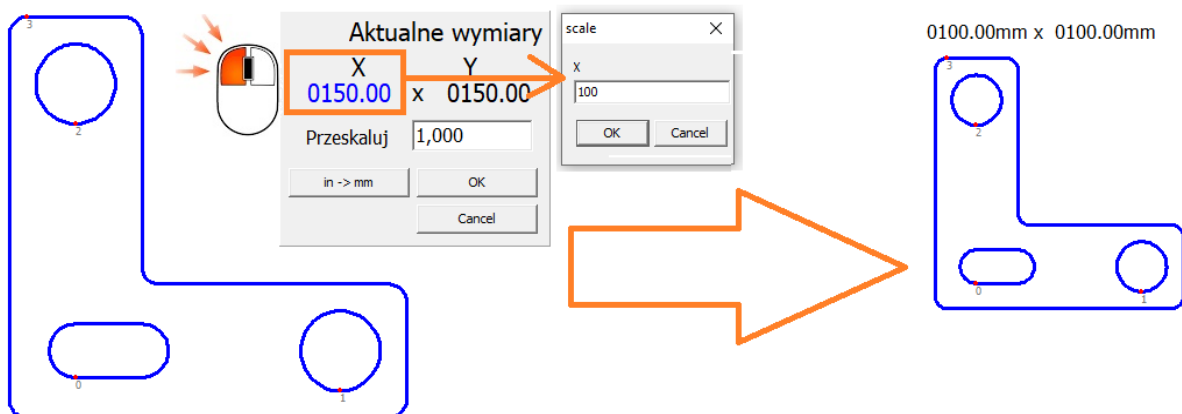 3
2
0
1
Aktualne wymiary
X Y
0150.00 x 0150.00
Przeskaluj 1,000
in -> mm OK
Cancel
scale
X
100
OK Cancel
0100.00mm x 0100.00mm
3
2
0
1